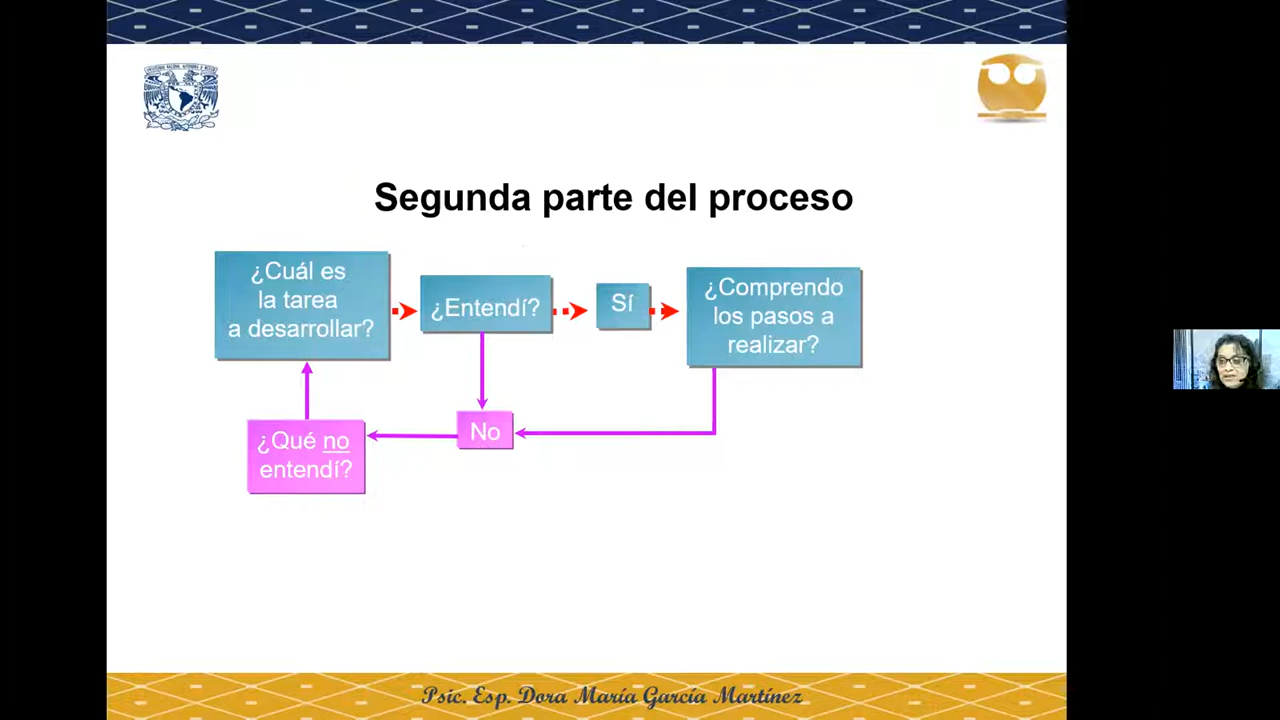 Segunda parte del proceso
¿Cuál es
la tarea
a desarrollar?
¿Entendí?
Sí
¿Comprendo
los pasos a
realizar?
No
¿Qué no
entendí?
Psic. Esp. Dora María García Martínez